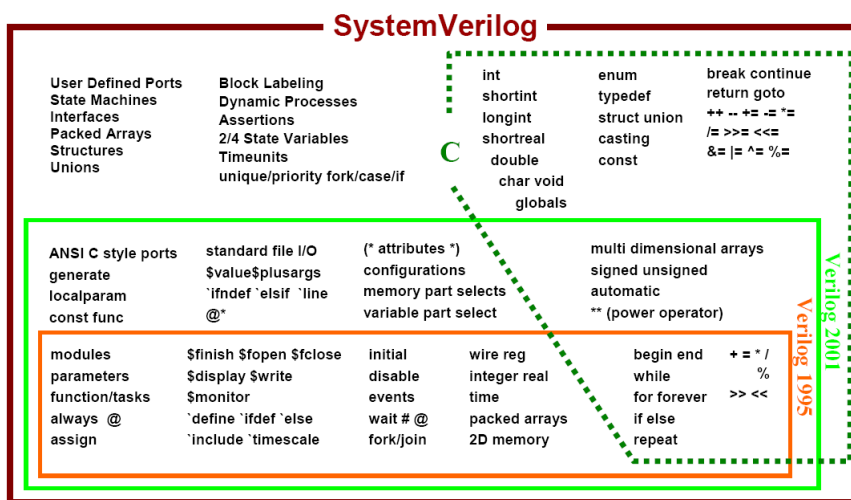 SystemVerilog
User Defined Ports
State Machines
Interfaces
Packed Arrays
Structures
Unions
Block Labeling
Dynamic Processes
Assertions
2/4 State Variables
Timeunits
unique/priority fork/case/if
C
int
shortint
longint
shortreal
double
char void
globals
enum
typedef
struct union
casting
const
break continue
return goto
++ -- += -= *=
/= >>= <<=
&= |= ^= %=
ANSI C style ports
generate
localparam
const func
standard file I/O
$value$plusargs
`ifndef `elsif `line
@*
(* attributes *)
configurations
memory part selects
variable part select
multi dimensional arrays
signed unsigned
automatic
** (power operator)
Verilog 2001
modules
parameters
function/tasks
always @
assign
$finish $fopen $fclose
$display $write
$monitor
`define `ifdef `else
`include `timescale
initial
disable
events
wait # @
fork/join
wire reg
integer real
time
packed arrays
2D memory
begin end
while
for forever
if else
repeat
+ = * /
%
>> <<
Verilog 1995